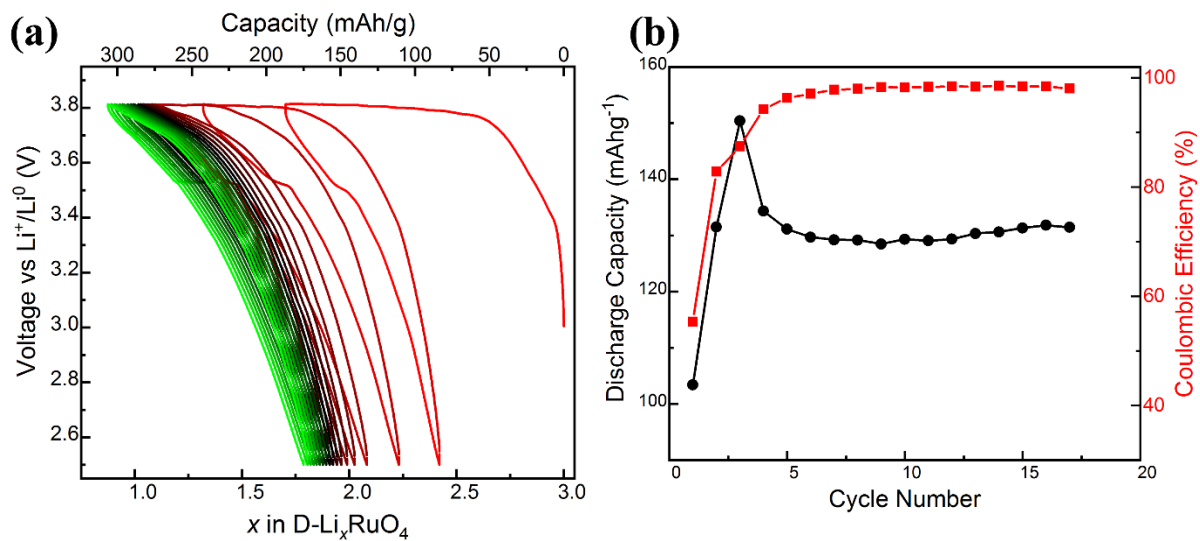 (a)
Capacity (mAh/g)
300 250 200 150 100 50 0
Voltage vs Li⁺/Li⁰ (V)
3.8
3.6
3.4
3.2
3.0
2.8
2.6
1.0 1.5 2.0 2.5 3.0
x in D-LiₓRuO₄
(b)
Discharge Capacity (mAhg⁻¹)
160
140
120
100
0 5 10 15 20
Cycle Number
100
80
60
40
Coulombic Efficiency (%)